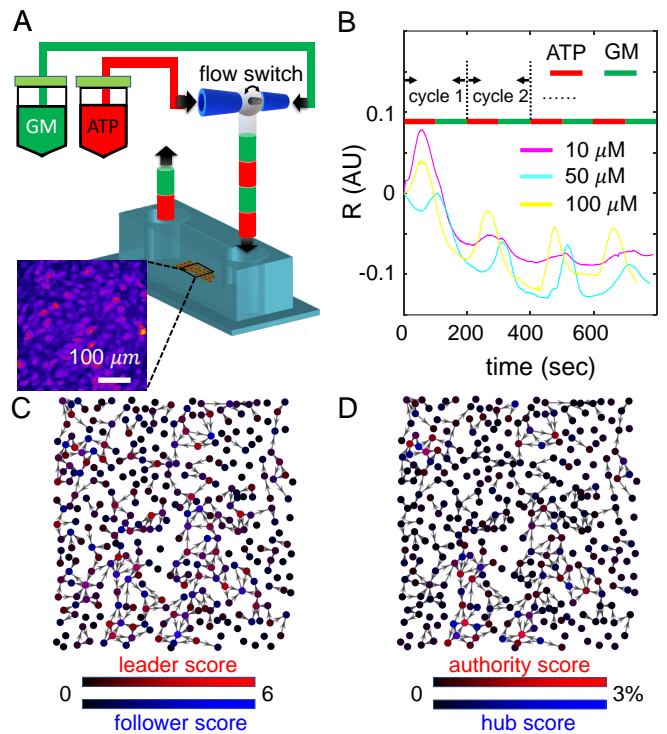 A
flow switch
GM
ATP
100 μm
B
ATP
GM
cycle 1
cycle 2
......
10 μM
50 μM
100 μM
R (AU)
0.1
0
-0.1
0
200
400
600
time (sec)
C
leader score
0
6
follower score
D
authority score
0
3%
hub score